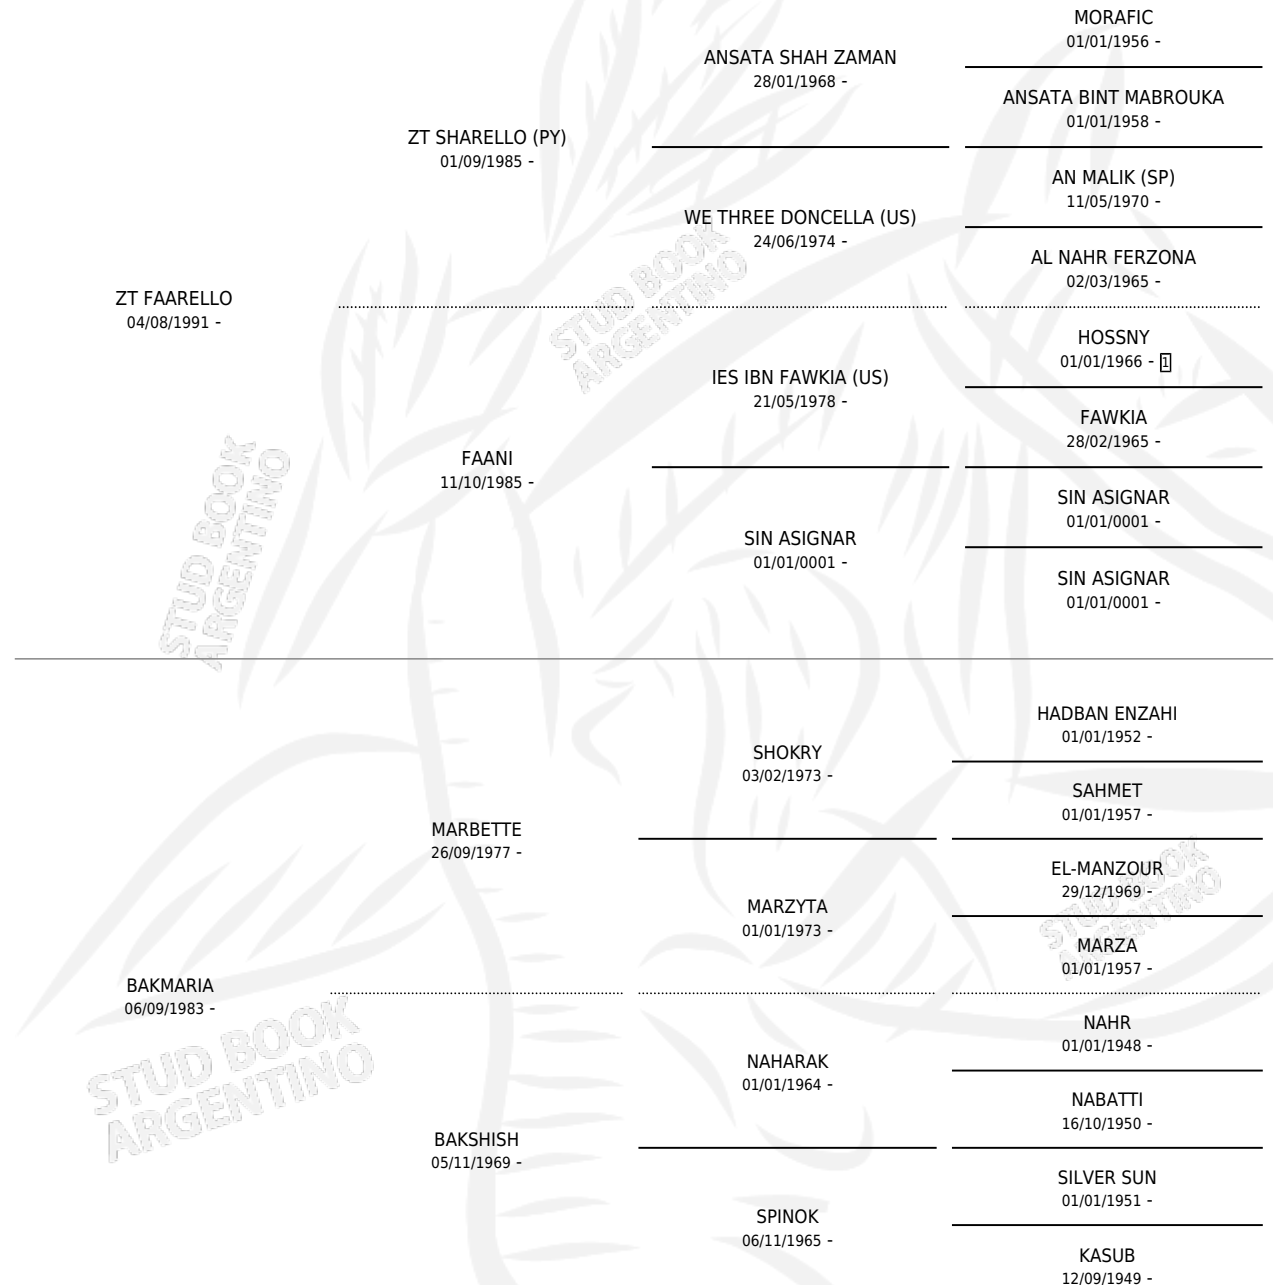 MORAFIC
01/01/1956 -
ANSATA SHAH ZAMAN
28/01/1968 -
ANSATA BINT MABROUKA
01/01/1958 -
ZT SHARELLO (PY)
01/09/1985 -
AN MALIK (SP)
11/05/1970 -
WE THREE DONCELLA (US)
24/06/1974 -
AL NAHR FERZONA
02/03/1965 -
ZT FAARELLO
04/08/1991 -
HOSSNY
01/01/1966 - 1
IES IBN FAWKIA (US)
21/05/1978 -
FAWKIA
28/02/1965 -
FAANI
11/10/1985 -
SIN ASIGNAR
01/01/0001 -
SIN ASIGNAR
01/01/0001 -
SIN ASIGNAR
01/01/0001 -
HADBAN ENZAHI
01/01/1952 -
SHOKRY
03/02/1973 -
SAHMET
01/01/1957 -
MARBETTE
26/09/1977 -
EL-MANZOUR
29/12/1969 -
MARZYTA
01/01/1973 -
MARZA
01/01/1957 -
BAKMARIA
06/09/1983 -
NAHR
01/01/1948 -
NAHARAK
01/01/1964 -
NABATTI
16/10/1950 -
BAKSHISH
05/11/1969 -
SILVER SUN
01/01/1951 -
SPINOK
06/11/1965 -
KASUB
12/09/1949 -
STUD BOOK
ARGENTINO
STUD BOOK
ARGENTINO
STUD BOOK
ARGENTINO
STUD BOOK
ARGENTINO